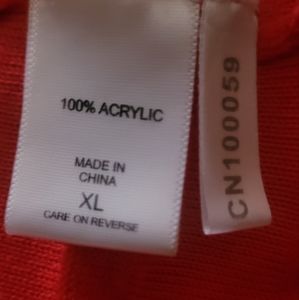 100% ACRYLIC
MADE IN
CHINA
XL
CARE ON REVERSE
CN100059